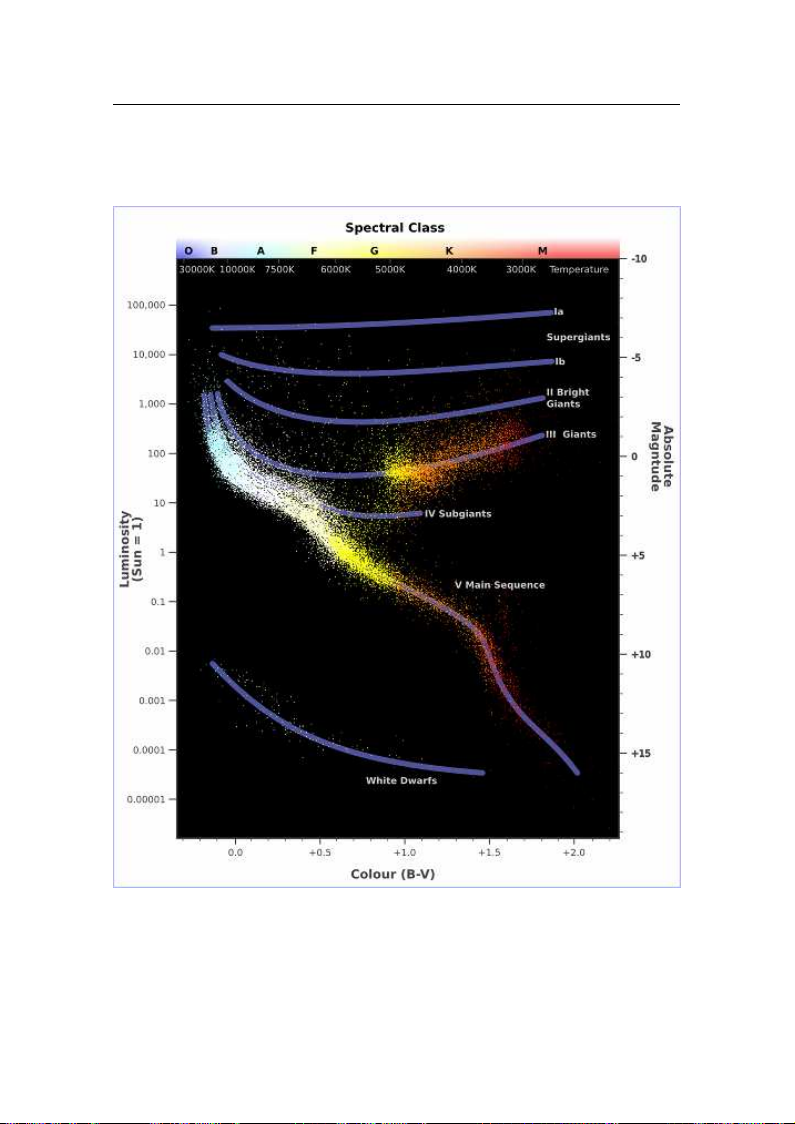 Spectral Class
O B A F G K M
30000K 10000K 7500K 6000K 5000K 4000K 3000K Temperature
-10
100,000
Ia
Supergiants
10,000
-5
Ib
1,000
II Bright
Giants
III Giants
100
0
Absolute
Magntude
10
IV Subgiants
Luminosity
(Sun = 1)
1
+5
V Main Sequence
0.1
0.01
+10
0.001
0.0001
+15
White Dwarfs
0.00001
0.0 +0.5 +1.0 +1.5 +2.0
Colour (B-V)